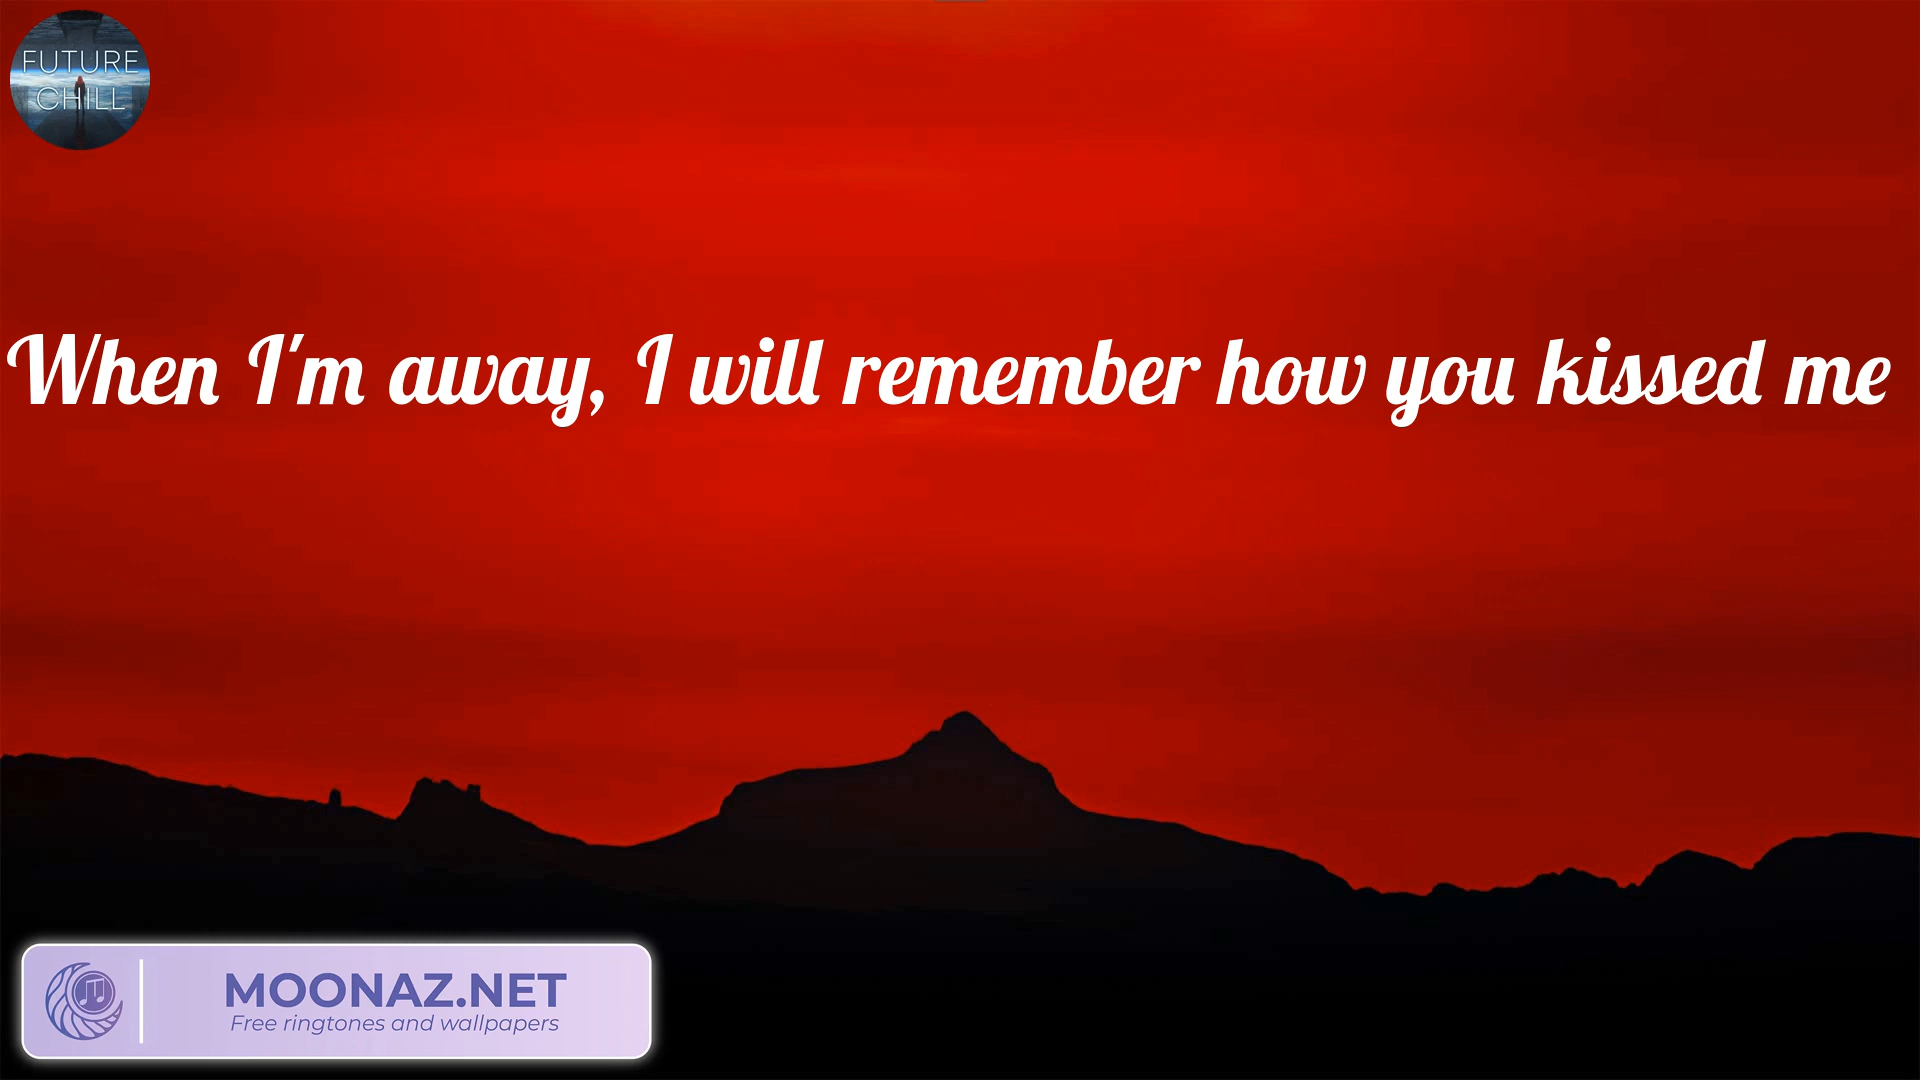 FUTURE
CHILL
When I'm away, I will remember how you kissed me
MOONAZ.NET
Free ringtones and wallpapers